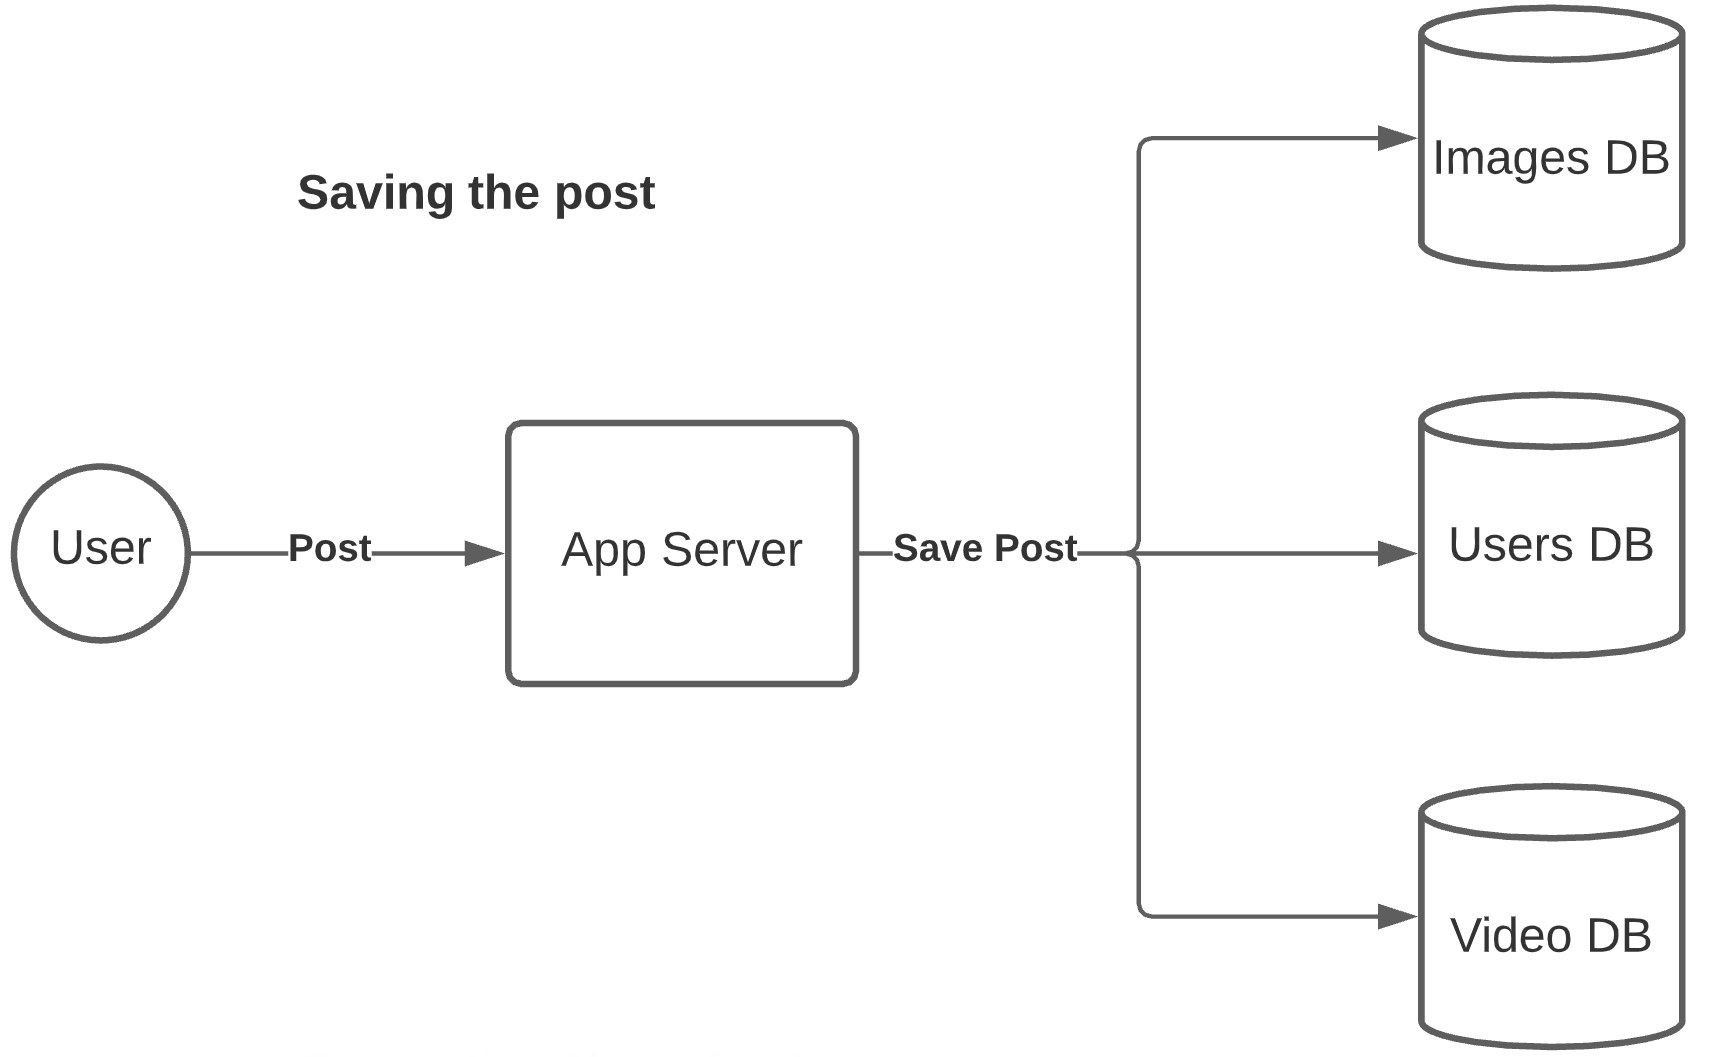 Saving the post
User
Post
App Server
Save Post
Images DB
Users DB
Video DB